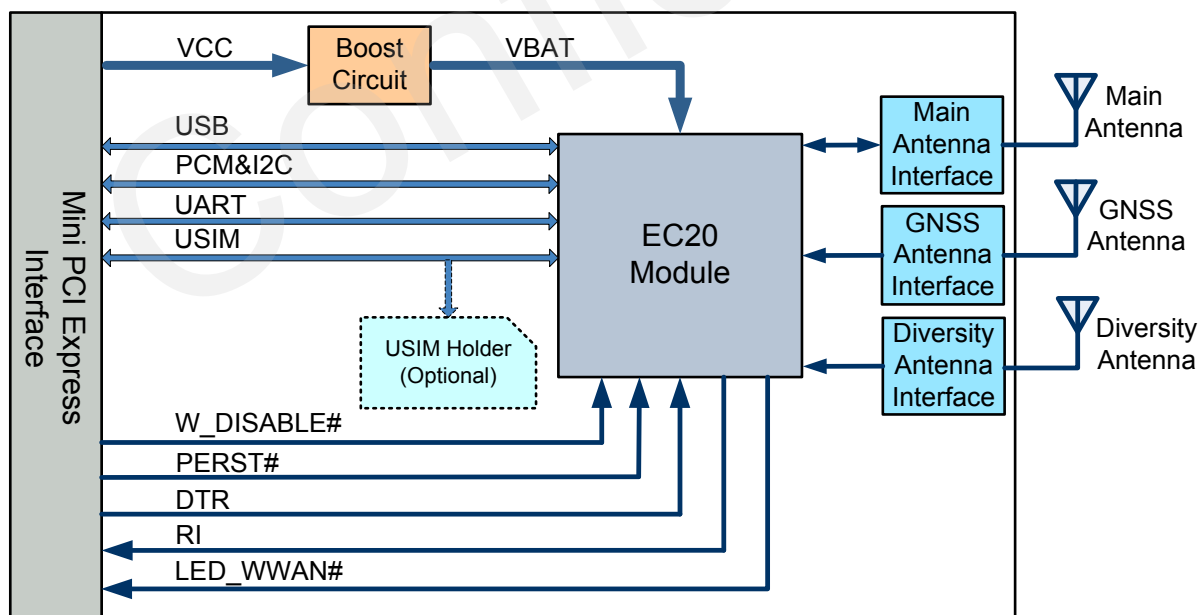 VCC
Boost
Circuit
VBAT
USB
PCM&I2C
UART
USIM
Mini PCI Express
Interface
EC20
Module
USIM Holder
(Optional)
Main
Antenna
Interface
Main
Antenna
GNSS
Antenna
Interface
GNSS
Antenna
Diversity
Antenna
Interface
Diversity
Antenna
W_DISABLE#
PERST#
DTR
RI
LED_WWAN#